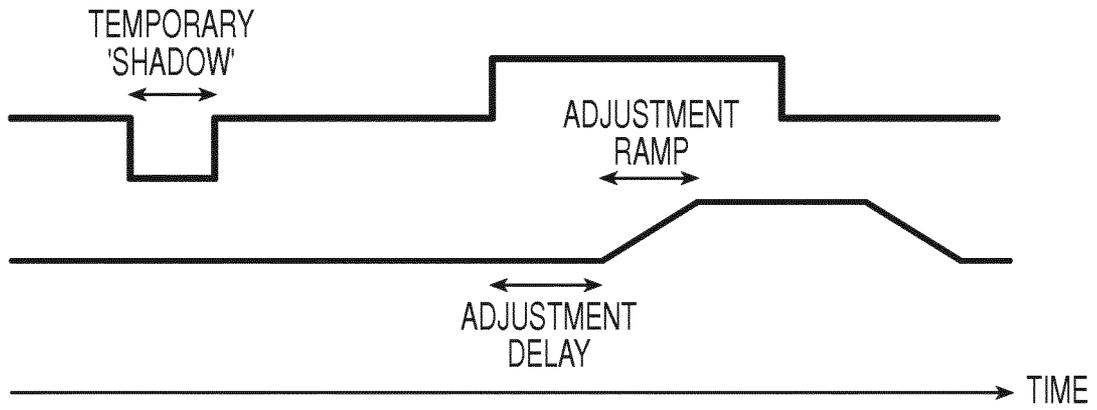 TEMPORARY
'SHADOW'
ADJUSTMENT
RAMP
ADJUSTMENT
DELAY
TIME